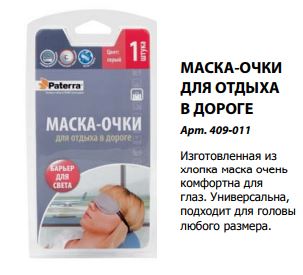 Цвет:
серый
1
штука
Paterra
МАСКА-ОЧКИ
для отдыха в дороге
БАРЬЕР
ДЛЯ
СВЕТА
МАСКА-ОЧКИ
ДЛЯ ОТДЫХА
В ДОРОГЕ
Арт. 409-011
Изготовленная из
хлопка маска очень
комфортна для
глаз. Универсальна,
подходит для головы
любого размера.